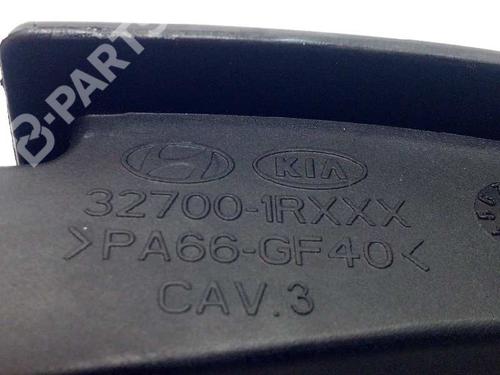 B-PARTS
KIA
32700-1RXXX
>PA66-GF40<
CAV.3